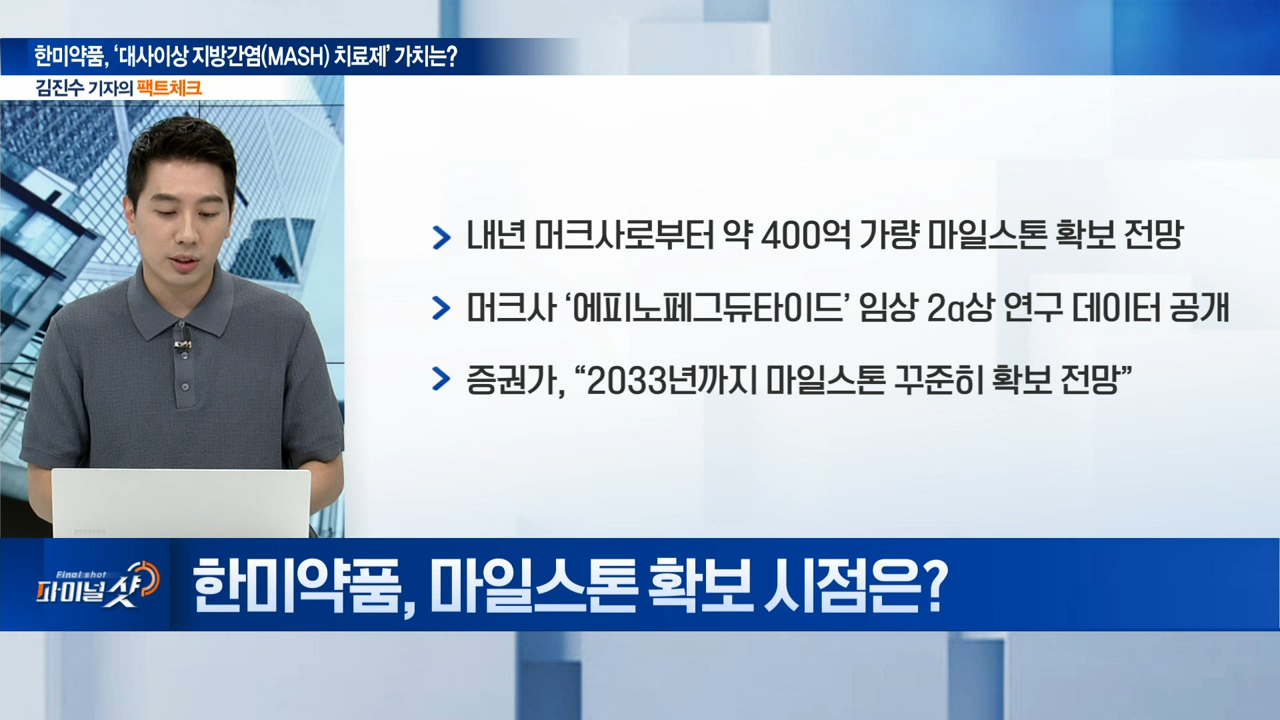 한미약품, ‘대사이상 지방간염(MASH) 치료제’ 가치는?
김진수 기자의 팩트체크
내년 머크사로부터 약 400억 가량 마일스톤 확보 전망
머크사 ‘에피노페그듀타이드’ 임상 2a상 연구 데이터 공개
증권가, “2033년까지 마일스톤 꾸준히 확보 전망”
Final shot
파이널샷
한미약품, 마일스톤 확보 시점은?